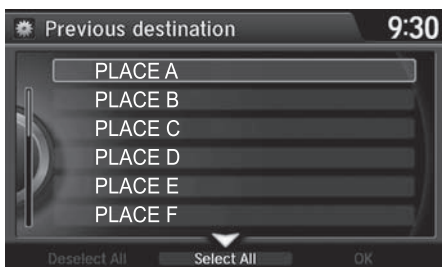 Previous destination 9:30
PLACE A
PLACE B
PLACE C
PLACE D
PLACE E
PLACE F
Deselect All Select All OK